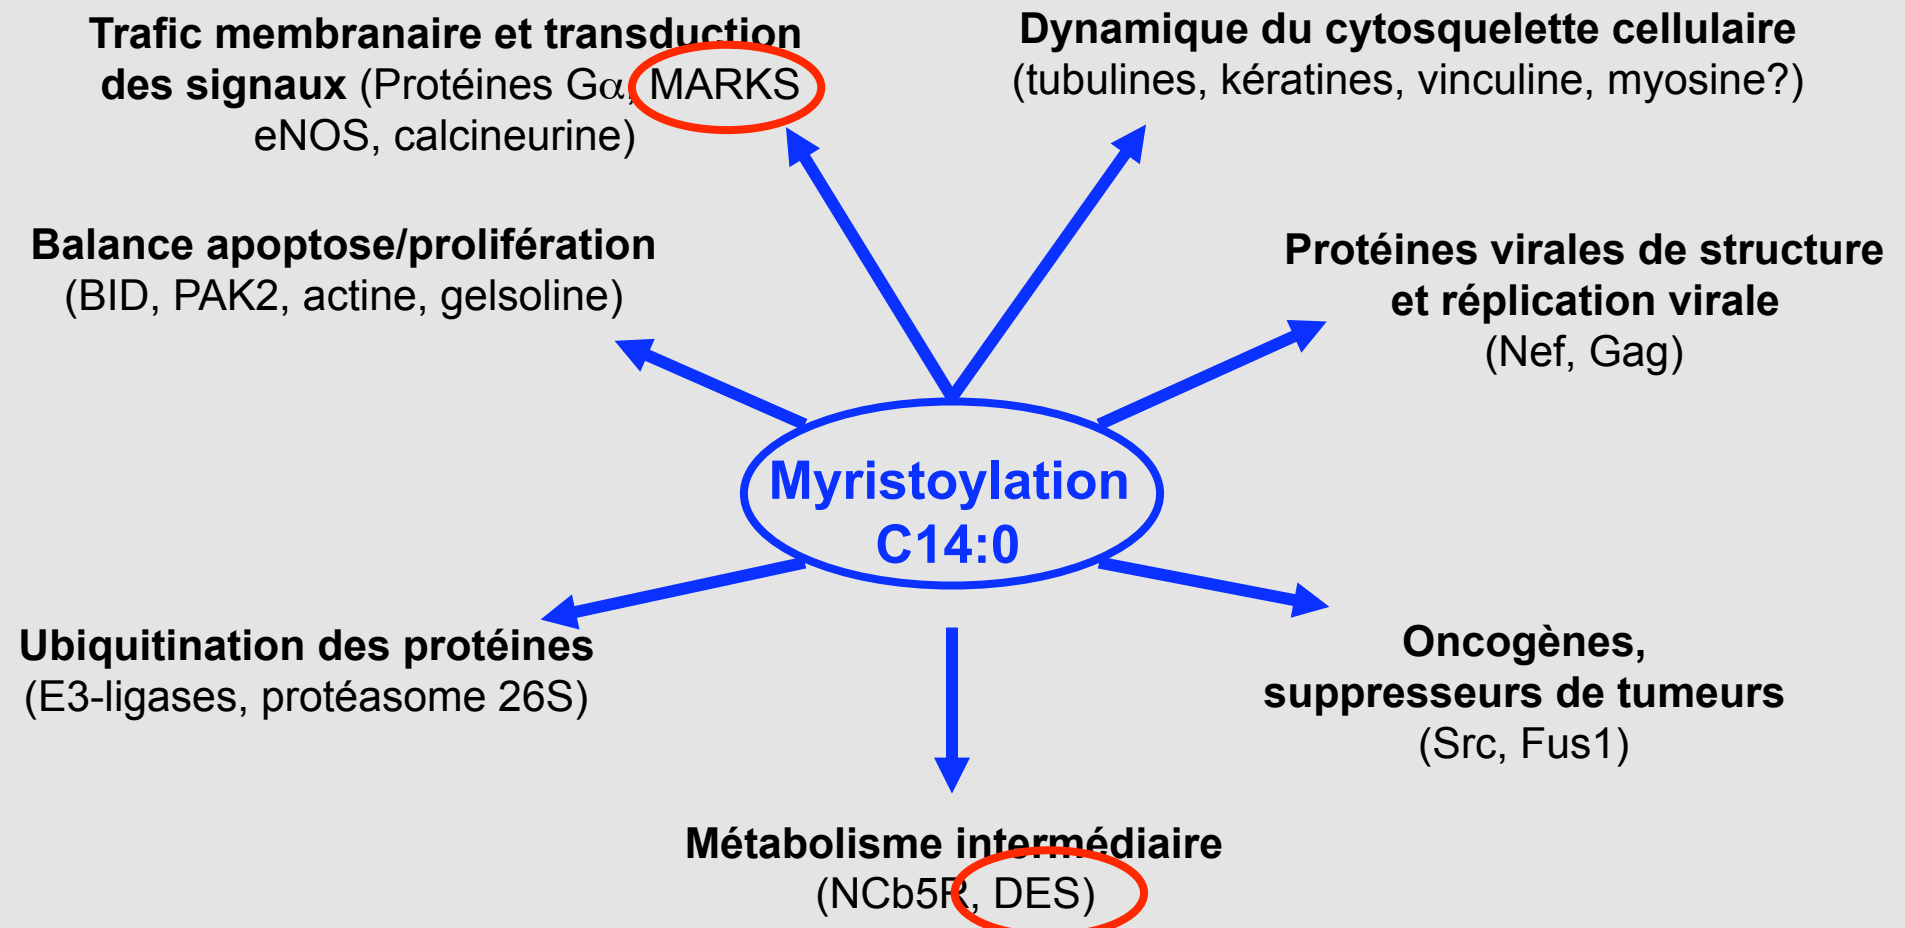 Trafic membranaire et transduction
des signaux (Protéines Gα, MARKS
eNOS, calcineurine)
Dynamique du cytosquelette cellulaire
(tubulines, kératines, vinculine, myosine?)
Balance apoptose/prolifération
(BID, PAK2, actine, gelsoline)
Protéines virales de structure
et réplication virale
(Nef, Gag)
Myristoylation
C14:0
Ubiquitination des protéines
(E3-ligases, protéasome 26S)
Oncogènes,
suppresseurs de tumeurs
(Src, Fus1)
Métabolisme intermédiaire
(NCb5R, DES)